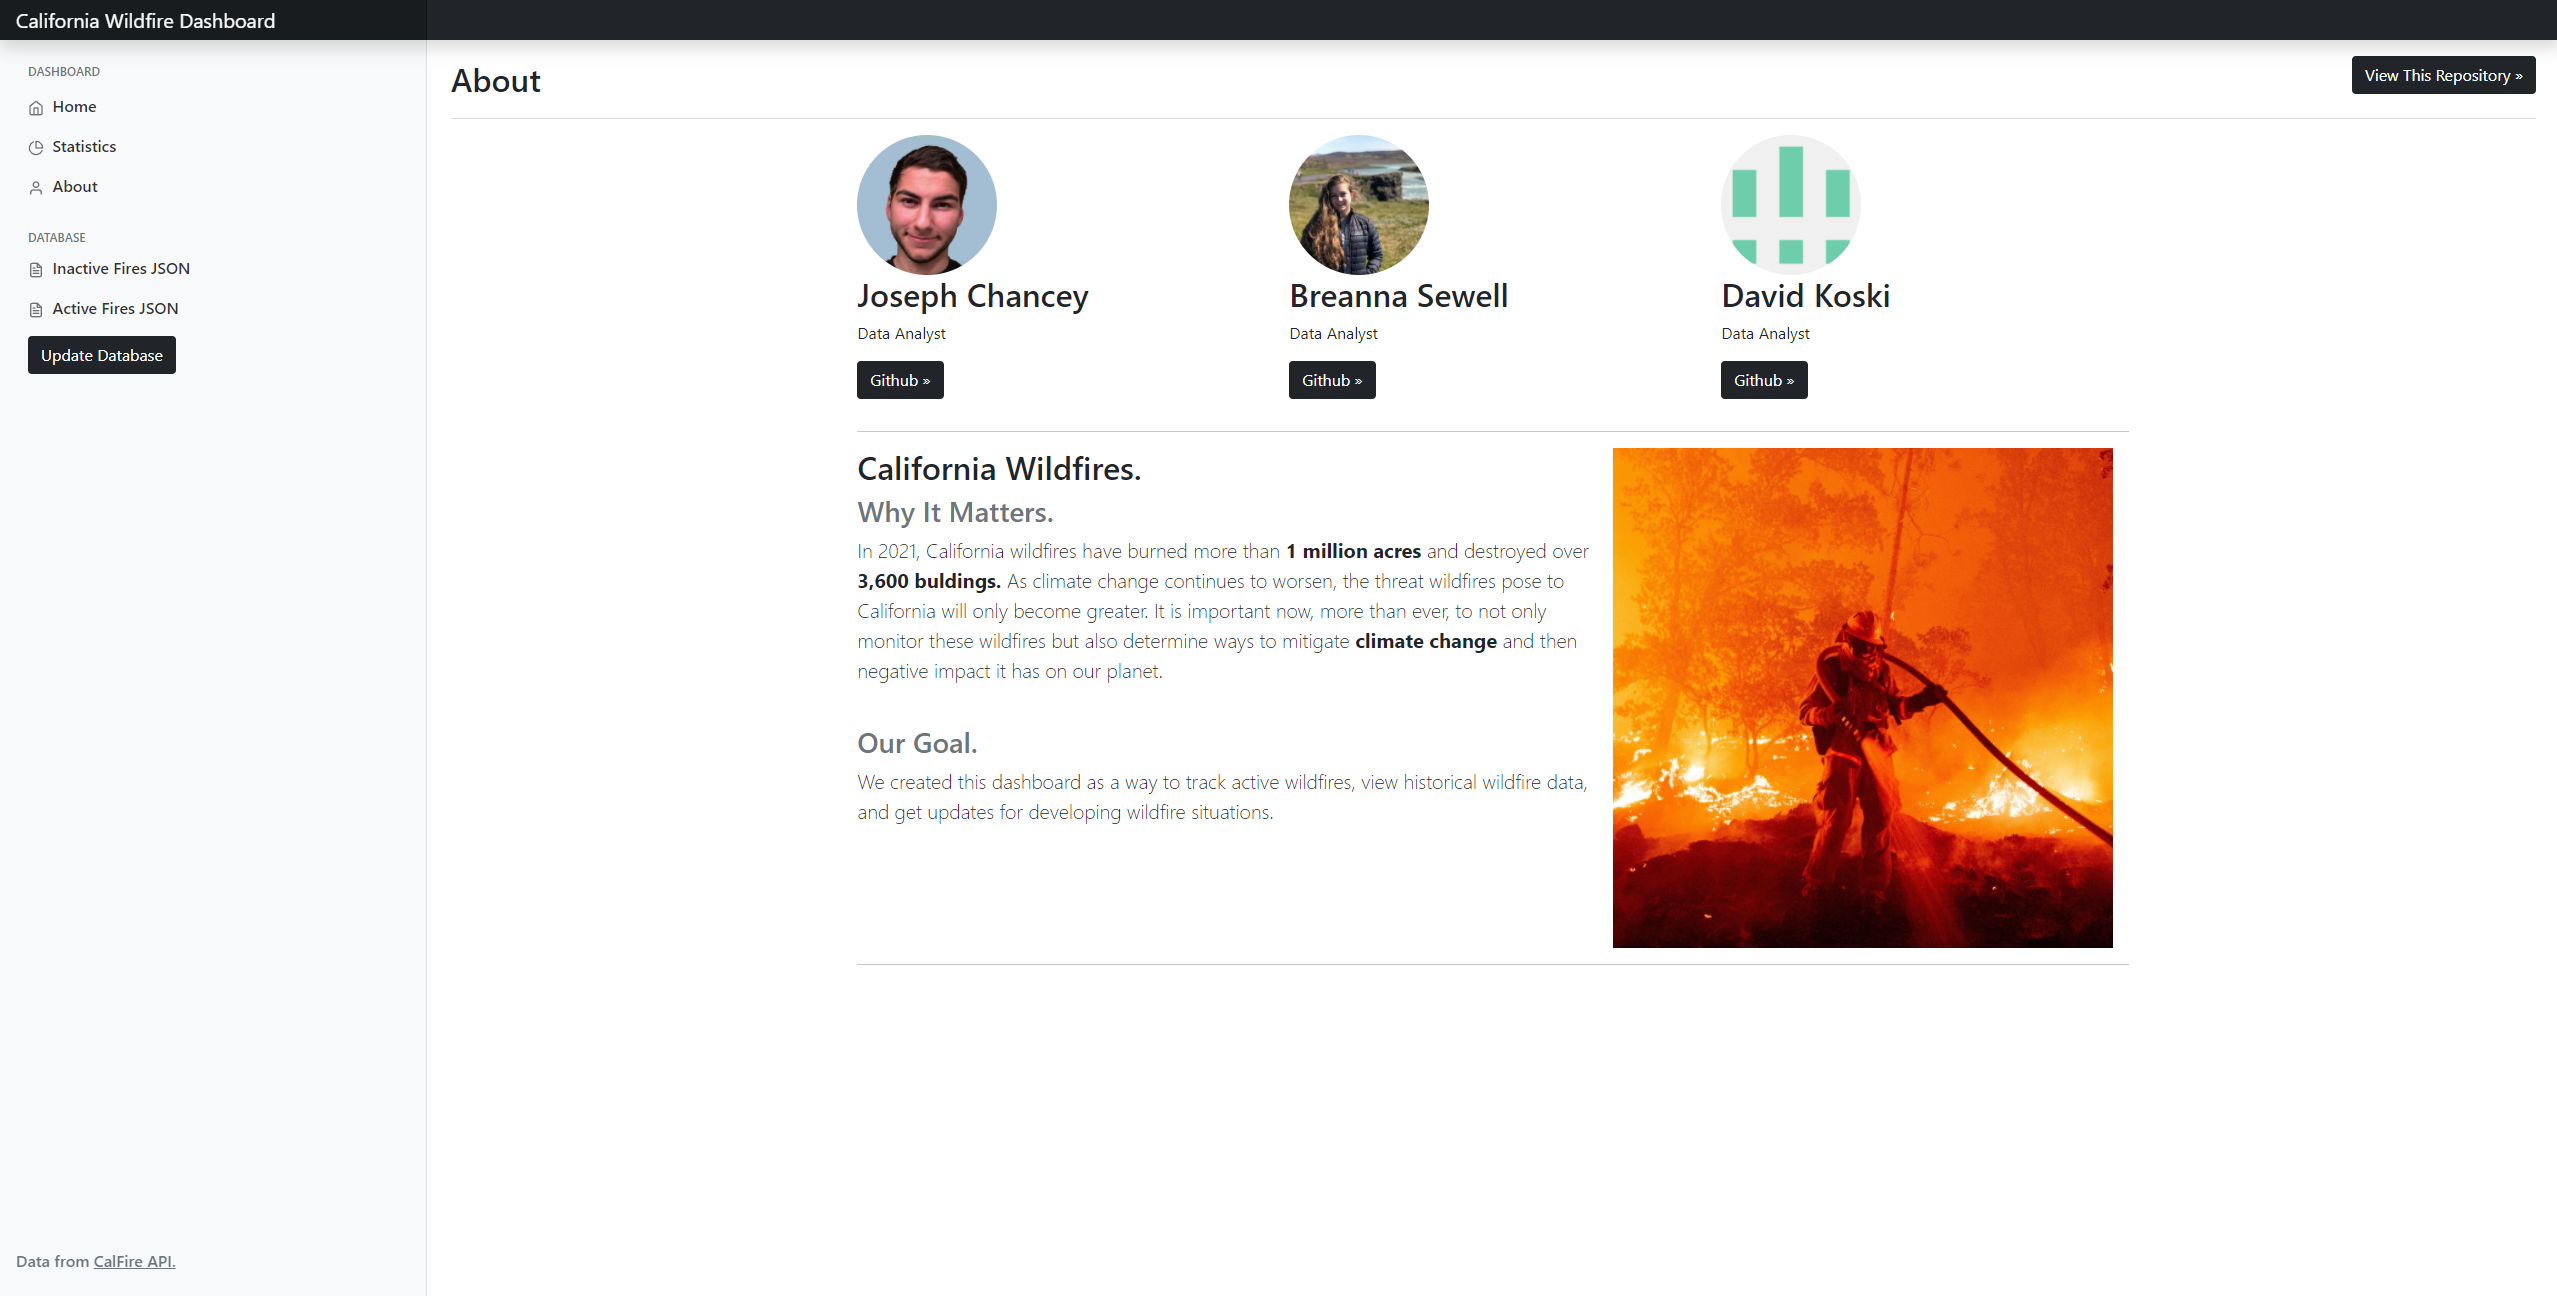 California Wildfire Dashboard
DASHBOARD
Home
Statistics
About
DATABASE
Inactive Fires JSON
Active Fires JSON
Update Database
Data from CalFire API.
About
View This Repository »
Joseph Chancey
Data Analyst
Github »
Breanna Sewell
Data Analyst
Github »
David Koski
Data Analyst
Github »
California Wildfires.
Why It Matters.
In 2021, California wildfires have burned more than 1 million acres and destroyed over
3,600 buldings. As climate change continues to worsen, the threat wildfires pose to
California will only become greater. It is important now, more than ever, to not only
monitor these wildfires but also determine ways to mitigate climate change and then
negative impact it has on our planet.
Our Goal.
We created this dashboard as a way to track active wildfires, view historical wildfire data,
and get updates for developing wildfire situations.